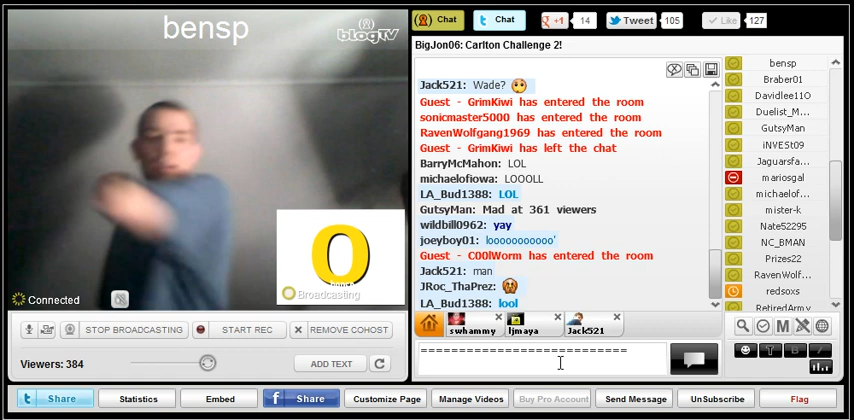 bensp
blogTV
Chat
t Chat
g +1
14
Tweet
105
Like
127
BigJon06: Carlton Challenge 2!
Jack521: Wade?
Guest - GrimKiwi has entered the room
sonicmaster5000 has entered the room
RavenWolfgang1969 has entered the room
Guest - GrimKiwi has left the chat
BarryMcMahon: LOL
michaelofiowa: LOOOLL
LA_Bud1388: LOL
GutsyMan: Mad at 361 viewers
wildbill0962: yay
joeyboy01: looooooooooo'
Guest - C00lWorm has entered the room
Jack521: man
JRoc_ThaPrez:
LA_Bud1388: lool
bensp
Braber01
Davidlee11O
Duelist_M...
GutsyMan
iNVESt09
Jaguarsfa...
mariosgal
michaelof...
mister-k
Nate52295
NC_BMAN
Prizes22
RavenWolf...
redsoxs
RetiredArmy
O
bensp
Connected
Broadcasting
swhammy
ljmaya
Jack521
STOP BROADCASTING
START REC
REMOVE COHOST
Viewers: 384
ADD TEXT
===========================
M
T
B
I
t Share
Statistics
Embed
f Share
Customize Page
Manage Videos
Buy Pro Account
Send Message
UnSubscribe
Flag